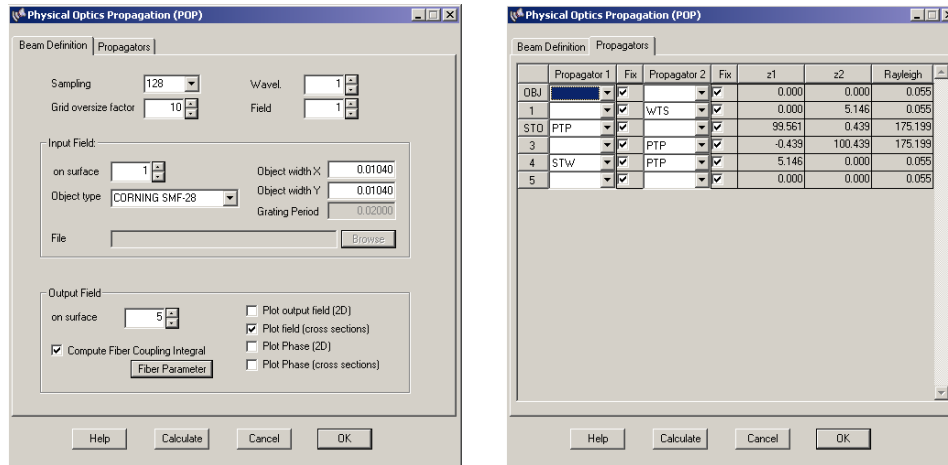 Physical Optics Propagation (POP)
Beam Definition Propagators
Sampling 128 Wavel. 1
Grid oversize factor 10 Field 1
Input Field:
on surface 1 Object width X 0.01040
Object type CORNING SMF-28 Object width Y 0.01040
Grating Period 0.02000
File Browse
Output Field
on surface 5 Plot output field (2D)
Plot field (cross sections)
Compute Fiber Coupling Integral Plot Phase (2D)
Fiber Parameter Plot Phase (cross sections)
Help Calculate Cancel OK
Physical Optics Propagation (POP)
Beam Definition Propagators
Propagator 1 Fix Propagator 2 Fix z1 z2 Rayleigh
OBJ 0.000 0.000 0.055
1 WTS 0.000 5.146 0.055
STO PTP 99.561 0.439 175.199
3 PTP -0.439 100.439 175.199
4 STW PTP 5.146 0.000 0.055
5 0.000 0.000 0.055
Help Calculate Cancel OK